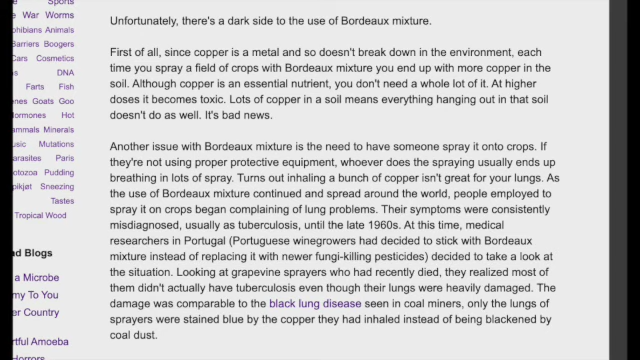 Sports
War Worms
Animals
Barriers Boogers
Cars Cosmetics
DNA
Farts Fish
Goats Goo
Hot
Minerals
Mutations
Paris
Pudding
Sneezing
Tastes
Tropical Wood
Blogs
a Microbe
To You
Country
Amoeba
Horrors
Unfortunately, there's a dark side to the use of Bordeaux mixture.
First of all, since copper is a metal and so doesn't break down in the environment, each
time you spray a field of crops with Bordeaux mixture you end up with more copper in the
soil. Although copper is an essential nutrient, you don't need a whole lot of it. At higher
doses it becomes toxic. Lots of copper in a soil means everything hanging out in that soil
doesn't do as well. It's bad news.
Another issue with Bordeaux mixture is the need to have someone spray it onto crops. If
they're not using proper protective equipment, whoever does the spraying usually ends up
breathing in lots of spray. Turns out inhaling a bunch of copper isn't great for your lungs. As
the use of Bordeaux mixture continued and spread around the world, people employed to
spray it on crops began complaining of lung problems. Their symptoms were consistently
misdiagnosed, usually as tuberculosis, until the late 1960s. At this time, medical
researchers in Portugal (Portuguese winegrowers had decided to stick with Bordeaux
mixture instead of replacing it with newer fungi-killing pesticides) decided to take a look at
the situation. Looking at grapevine sprayers who had recently died, they realized most of
them didn't actually have tuberculosis even though their lungs were heavily damaged. The
damage was comparable to the black lung disease seen in coal miners, only the lungs of
sprayers were stained blue by the copper they had inhaled instead of being blackened by
coal dust.